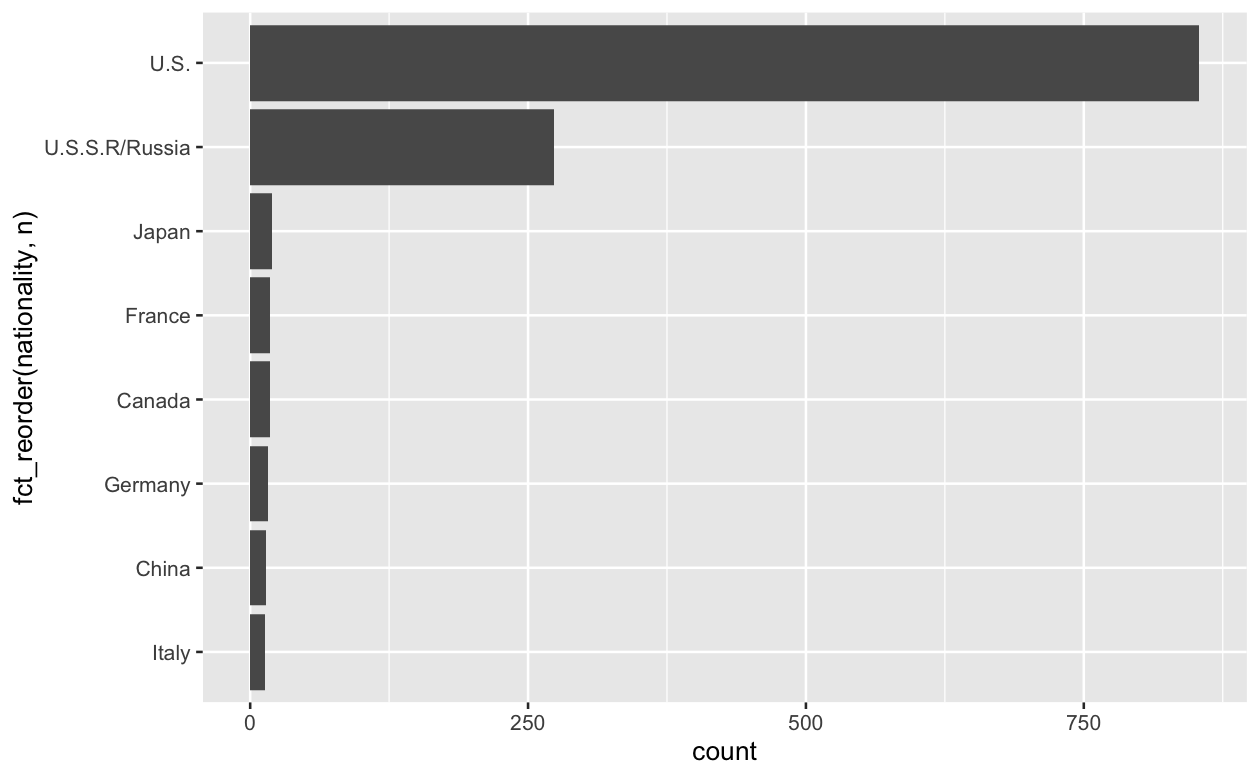 U.S.
U.S.S.R/Russia
Japan
France
Canada
Germany
China
Italy
fct_reorder(nationality, n)
0
250
500
750
count